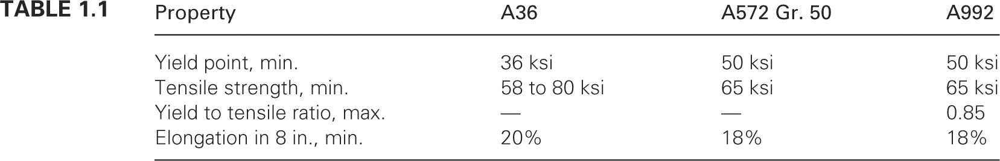 TABLE 1.1 Property A36 A572 Gr. 50 A992
Yield point, min. 36 ksi 50 ksi 50 ksi
Tensile strength, min. 58 to 80 ksi 65 ksi 65 ksi
Yield to tensile ratio, max. — — 0.85
Elongation in 8 in., min. 20% 18% 18%